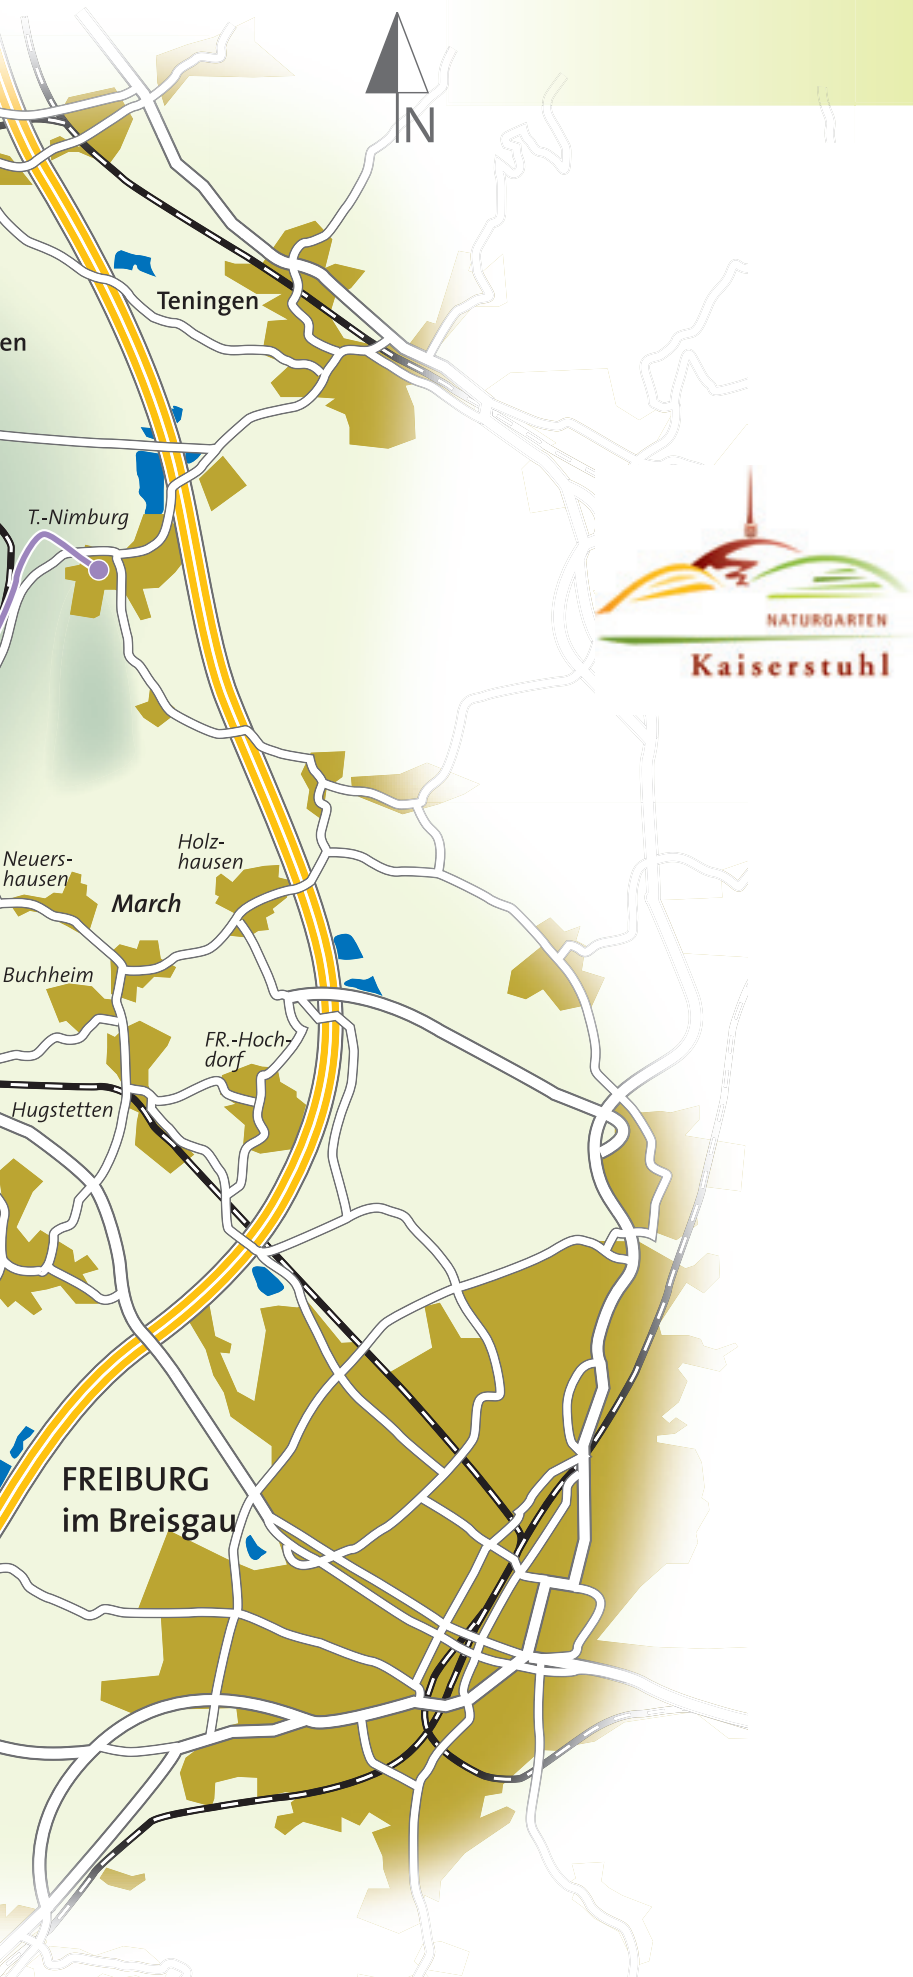 N
Teningen
en
T.-Nimburg
NATURGARTEN
Kaiserstuhl
Holz-
hausen
Neuers-
hausen
March
Buchheim
FR.-Hoch-
dorf
Hugstetten
FREIBURG
im Breisgau